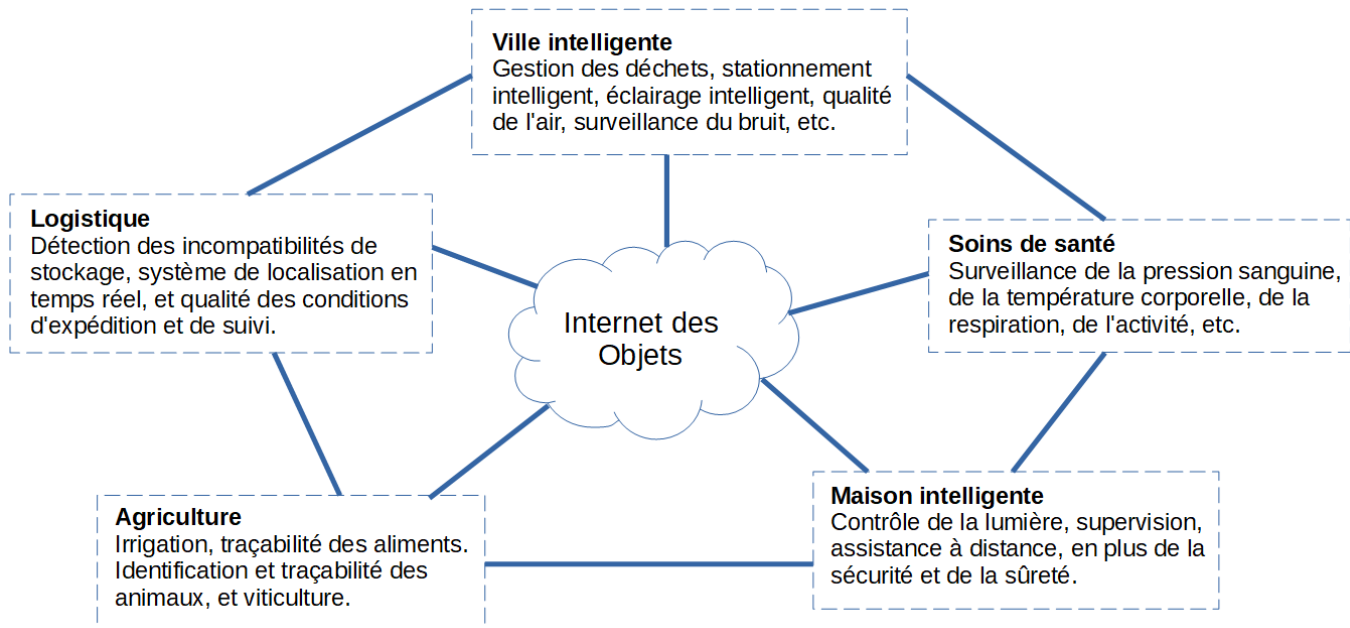 Ville intelligente
Gestion des déchets, stationnement
intelligent, éclairage intelligent, qualité
de l'air, surveillance du bruit, etc.
Logistique
Détection des incompatibilités de
stockage, système de localisation en
temps réel, et qualité des conditions
d'expédition et de suivi.
Soins de santé
Surveillance de la pression sanguine,
de la température corporelle, de la
respiration, de l'activité, etc.
Internet des
Objets
Agriculture
Irrigation, traçabilité des aliments.
Identification et traçabilité des
animaux, et viticulture.
Maison intelligente
Contrôle de la lumière, supervision,
assistance à distance, en plus de la
sécurité et de la sûreté.